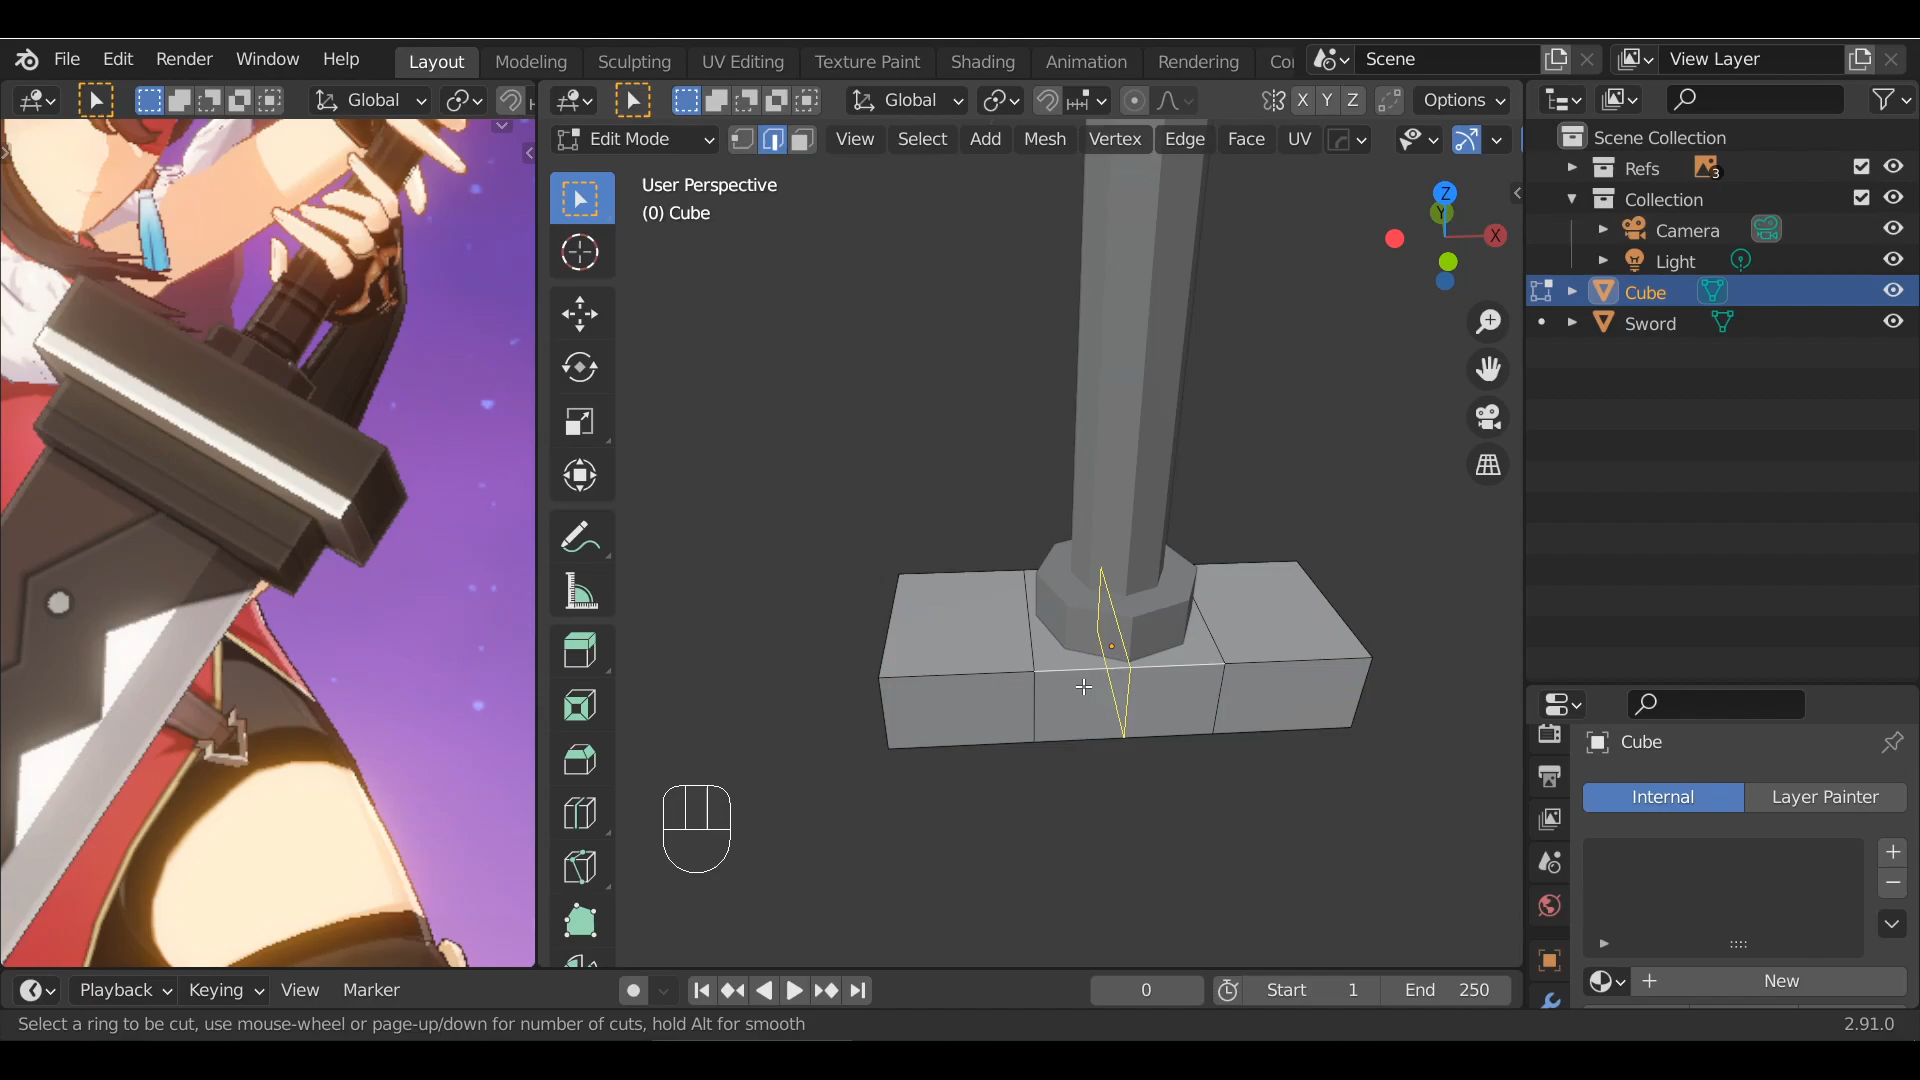 File Edit Render Window Help Layout Modeling Sculpting UV Editing Texture Paint Shading Animation Rendering Co Scene View Layer
Global Global X Y Z Options
Edit Mode View Select Add Mesh Vertex Edge Face UV
User Perspective
(0) Cube
Z
Y
X
Scene Collection
Refs 3
Collection
Camera
Light
Cube
Sword
Cube
Internal Layer Painter
New
Playback Keying View Marker 0 Start 1 End 250
Select a ring to be cut, use mouse-wheel or page-up/down for number of cuts, hold Alt for smooth 2.91.0